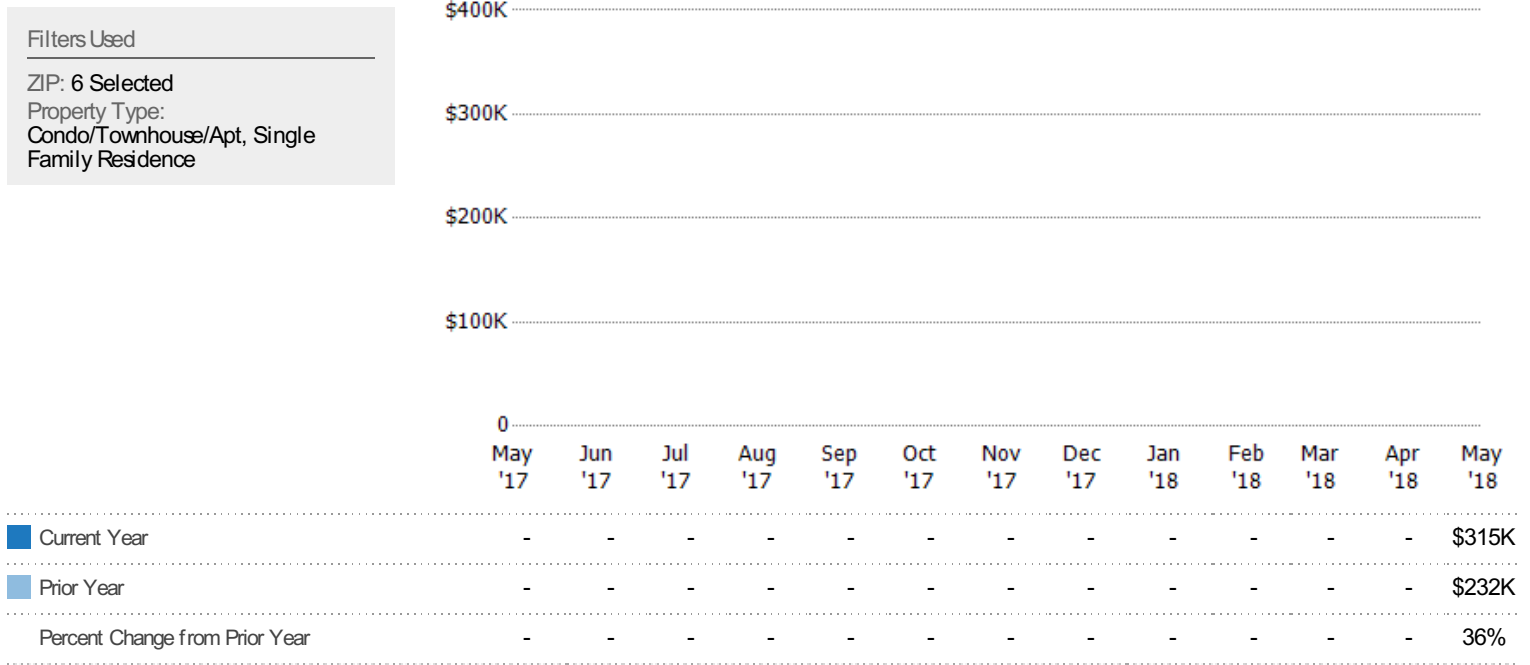 Filters Used
ZIP: 6 Selected
Property Type:
Condo/Townhouse/Apt, Single
Family Residence
$400K
$300K
$200K
$100K
0
May Jun Jul Aug Sep Oct Nov Dec Jan Feb Mar Apr May
'17 '17 '17 '17 '17 '17 '17 '17 '18 '18 '18 '18 '18
Current Year - - - - - - - - - - - - $315K
Prior Year - - - - - - - - - - - - $232K
Percent Change from Prior Year - - - - - - - - - - - - 36%